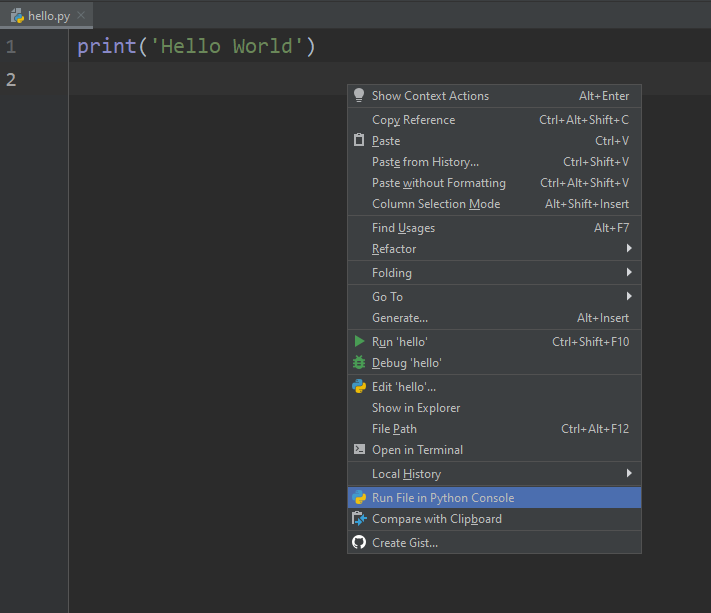 hello.py
1 print('Hello World')
2
Show Context Actions Alt+Enter
Copy Reference Ctrl+Alt+Shift+C
Paste Ctrl+V
Paste from History... Ctrl+Shift+V
Paste without Formatting Ctrl+Alt+Shift+V
Column Selection Mode Alt+Shift+Insert
Find Usages Alt+F7
Refactor
Folding
Go To
Generate... Alt+Insert
Run 'hello' Ctrl+Shift+F10
Debug 'hello'
Edit 'hello'...
Show in Explorer
File Path Ctrl+Alt+F12
Open in Terminal
Local History
Run File in Python Console
Compare with Clipboard
Create Gist...